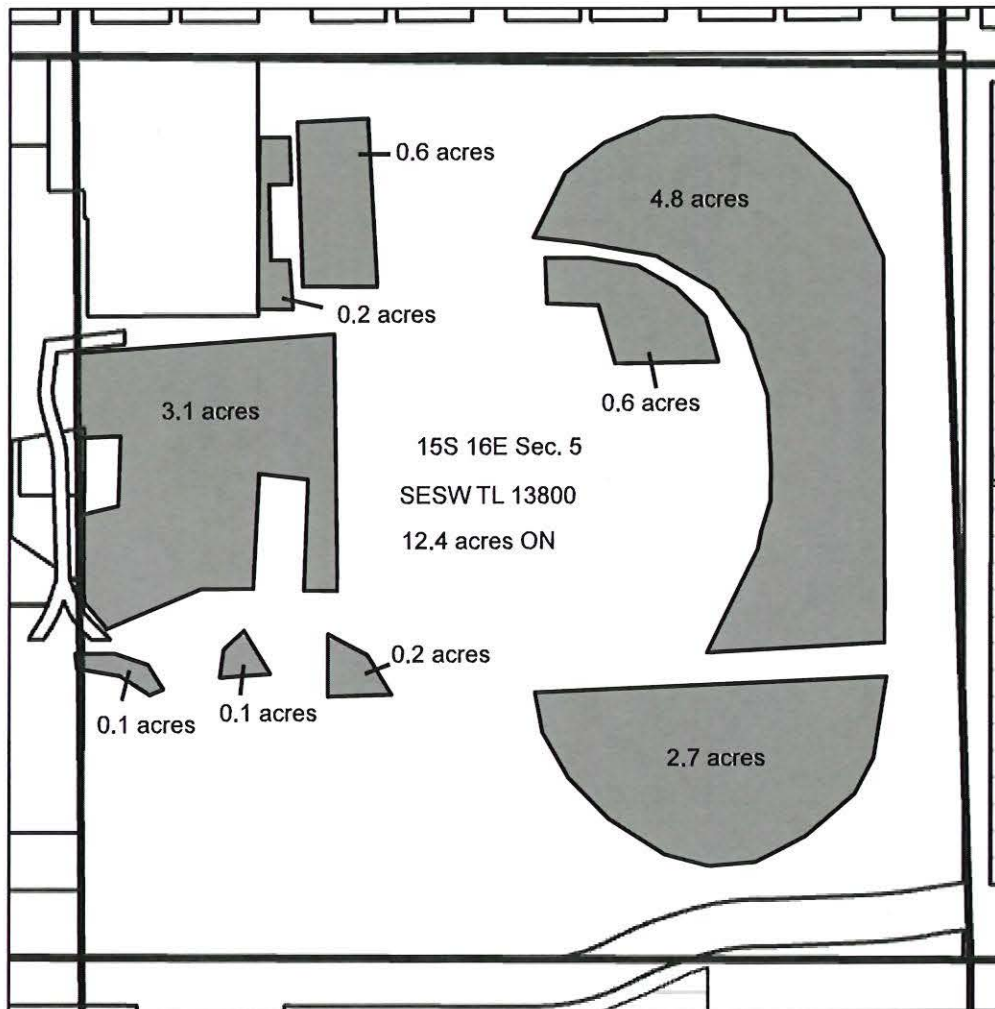 0.6 acres
4.8 acres
0.2 acres
3.1 acres
0.6 acres
15S 16E Sec. 5
SESW TL 13800
12.4 acres ON
0.2 acres
0.1 acres
0.1 acres
2.7 acres